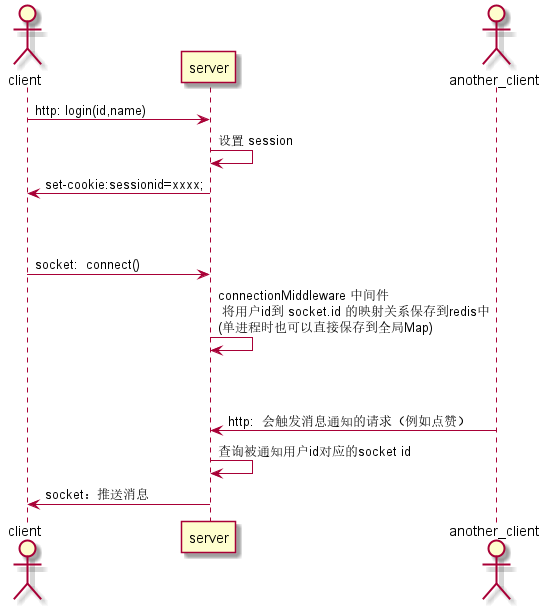 client
server
another_client
http: login(id,name)
设置 session
set-cookie:sessionid=xxxx;
socket: connect()
connectionMiddleware 中间件
将用户id到 socket.id 的映射关系保存到redis中
(单进程时也可以直接保存到全局Map)
http: 会触发消息通知的请求（例如点赞）
查询被通知用户id对应的socket id
socket：推送消息
client
server
another_client